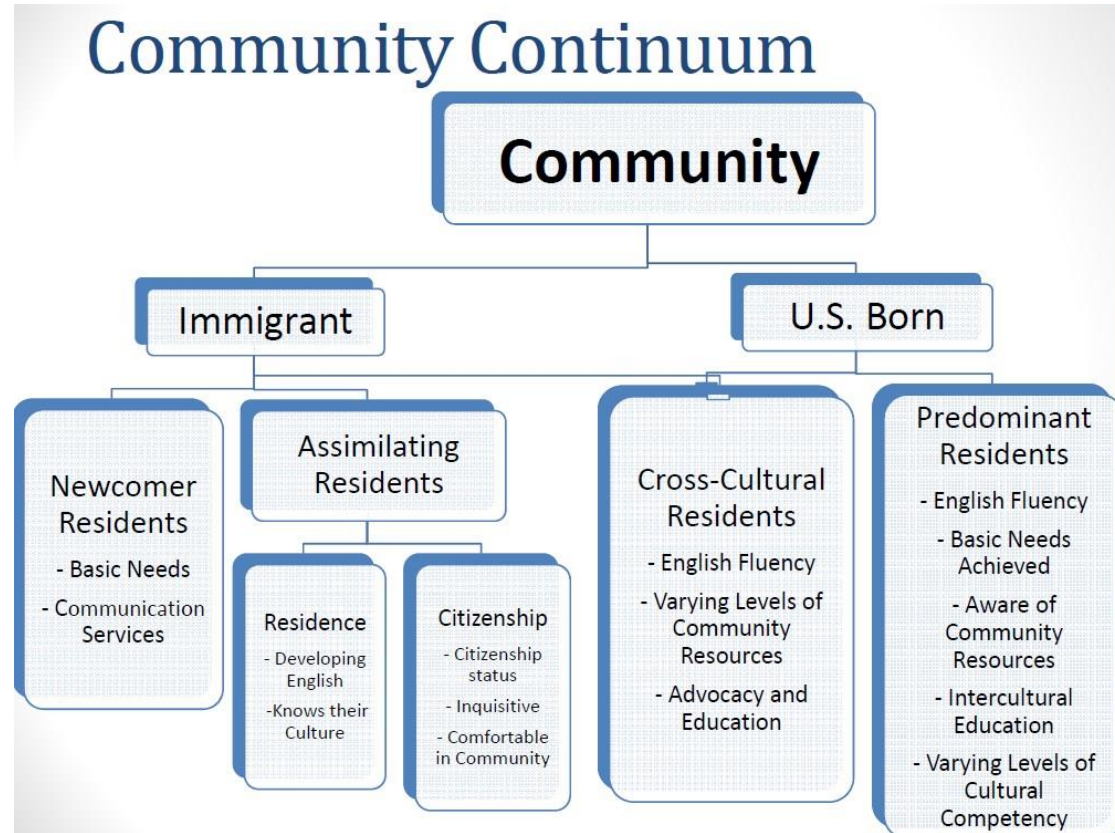 Community Continuum
Community
Immigrant
U.S. Born
Newcomer
Residents
- Basic Needs
- Communication
Services
Assimilating
Residents
Residence
- Developing
English
-Knows their
Culture
Citizenship
- Citizenship
status
- Inquisitive
- Comfortable
in Community
Cross-Cultural
Residents
- English Fluency
- Varying Levels of
Community
Resources
- Advocacy and
Education
Predominant
Residents
- English Fluency
- Basic Needs
Achieved
- Aware of
Community
Resources
- Intercultural
Education
- Varying Levels of
Cultural
Competency